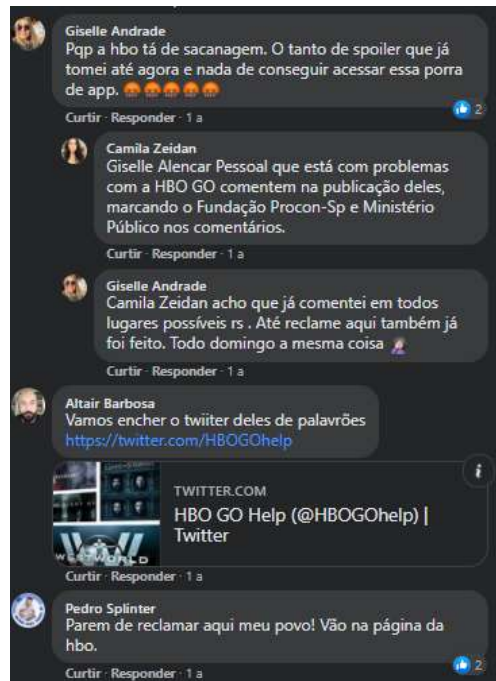 Giselle Andrade
Pqp a hbo tá de sacanagem. O tanto de spoiler que já
tomei até agora e nada de conseguir acessar essa porra
de app. 🤬🤬🤬🤬🤬
2
Curtir · Responder · 1 a
Camila Zeidan
Giselle Alencar Pessoal que está com problemas
com a HBO GO comentem na publicação deles,
marcando o Fundação Procon-Sp e Ministério
Público nos comentários.
Curtir · Responder · 1 a
Giselle Andrade
Camila Zeidan acho que já comentei em todos
lugares possíveis rs . Até reclame aqui também já
foi feito. Todo domingo a mesma coisa 🤦🏻‍♀️
Curtir · Responder · 1 a
Altair Barbosa
Vamos encher o twiiter deles de palavrões
https://twitter.com/HBOGOhelp
TWITTER.COM
HBO GO Help (@HBOGOhelp) |
Twitter
WESTWORLD
Curtir · Responder · 1 a
Pedro Splinter
Parem de reclamar aqui meu povo! Vão na página da
hbo.
2
Curtir · Responder · 1 a